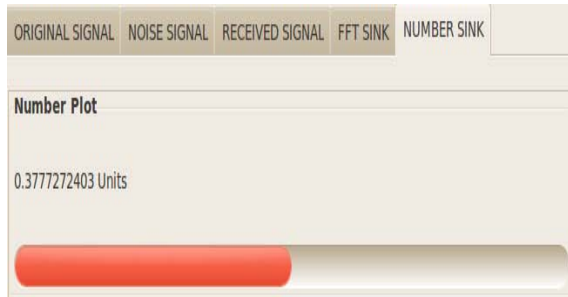 ORIGINAL SIGNAL NOISE SIGNAL RECEIVED SIGNAL FFT SINK NUMBER SINK
Number Plot
0.3777272403 Units